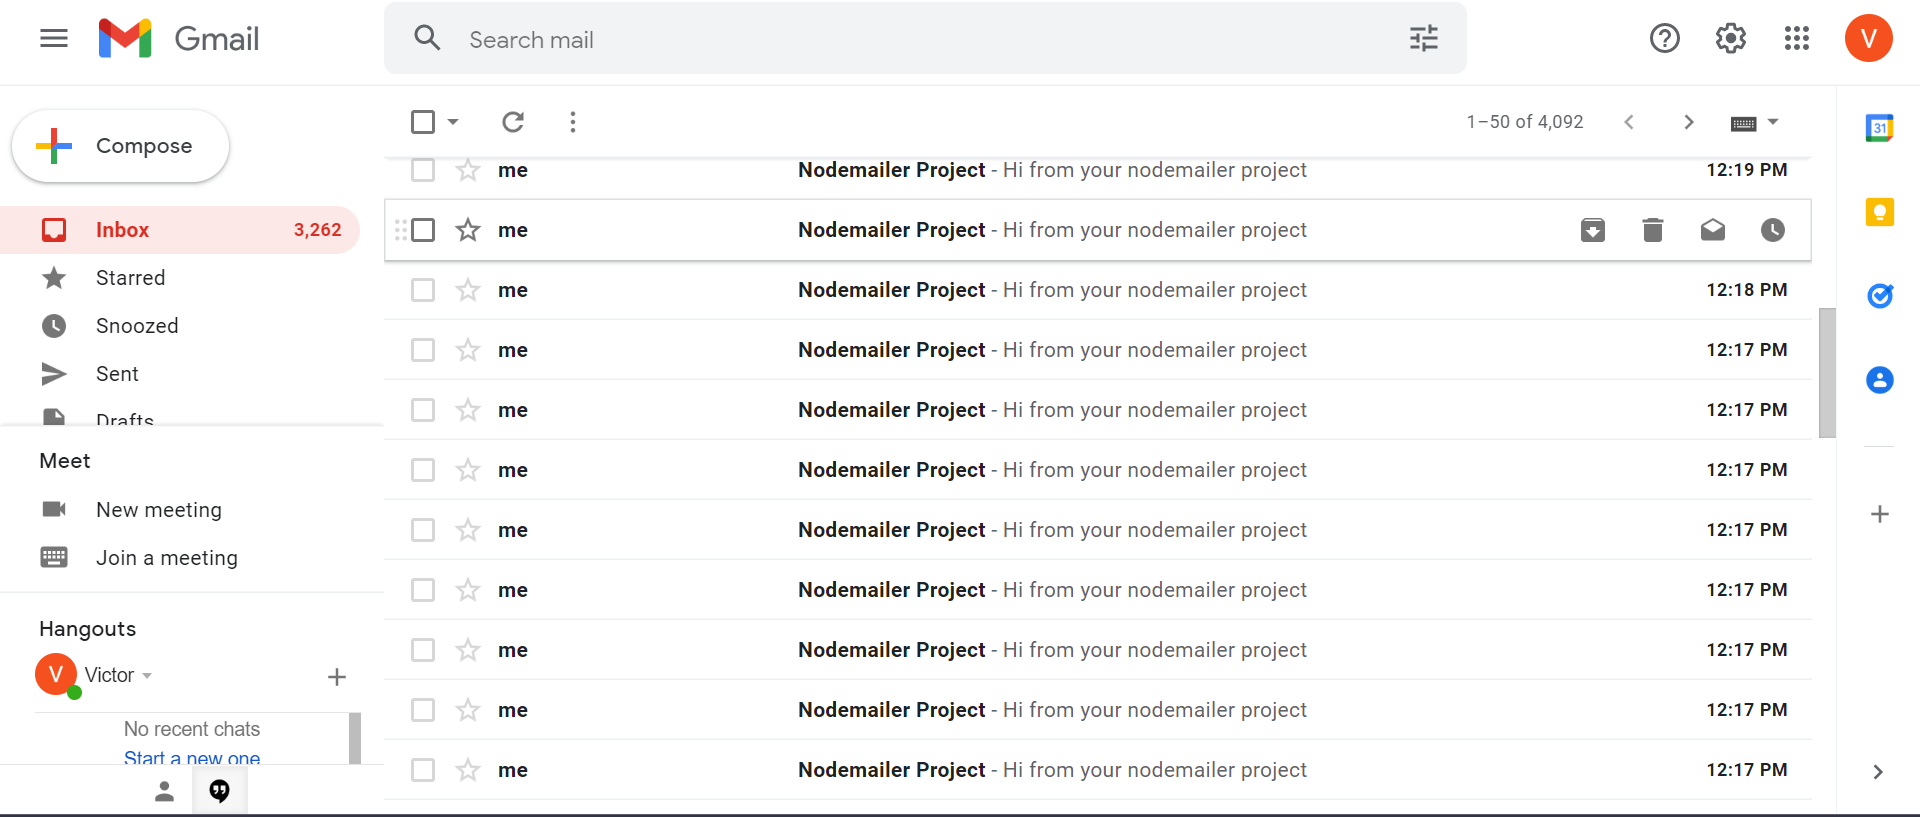 Gmail
Search mail
V
Compose
1–50 of 4,092
31
Inbox 3,262
Starred
Snoozed
Sent
Drafts
Meet
New meeting
Join a meeting
Hangouts
V Victor
No recent chats
Start a new one
me Nodemailer Project - Hi from your nodemailer project 12:19 PM
me Nodemailer Project - Hi from your nodemailer project
me Nodemailer Project - Hi from your nodemailer project 12:18 PM
me Nodemailer Project - Hi from your nodemailer project 12:17 PM
me Nodemailer Project - Hi from your nodemailer project 12:17 PM
me Nodemailer Project - Hi from your nodemailer project 12:17 PM
me Nodemailer Project - Hi from your nodemailer project 12:17 PM
me Nodemailer Project - Hi from your nodemailer project 12:17 PM
me Nodemailer Project - Hi from your nodemailer project 12:17 PM
me Nodemailer Project - Hi from your nodemailer project 12:17 PM
me Nodemailer Project - Hi from your nodemailer project 12:17 PM